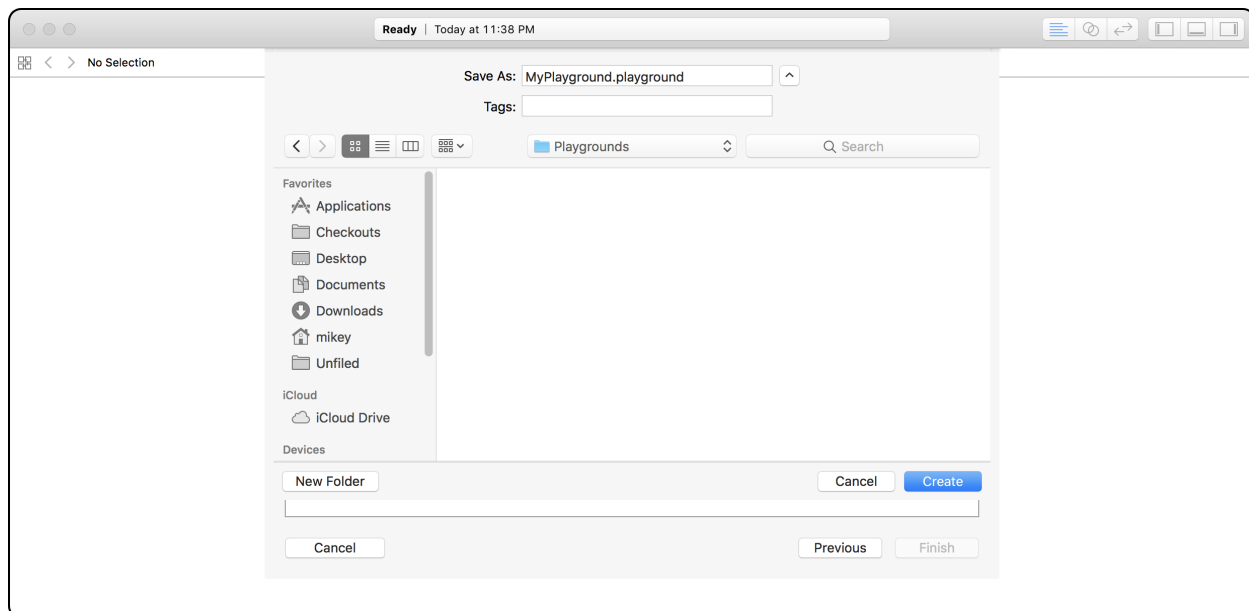 Ready | Today at 11:38 PM
No Selection
Save As: MyPlayground.playground
Tags:
Playgrounds
Search
Favorites
Applications
Checkouts
Desktop
Documents
Downloads
mikey
Unfiled
iCloud
iCloud Drive
Devices
New Folder Cancel Create
Cancel Previous Finish